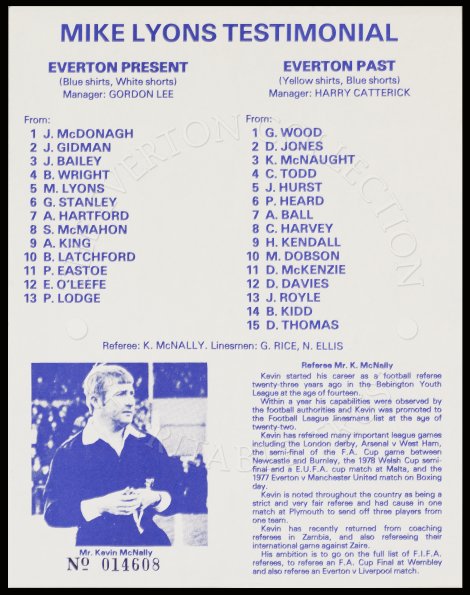 MIKE LYONS TESTIMONIAL
EVERTON PRESENT
(Blue shirts, White shorts)
Manager: GORDON LEE
From:
1 J. McDONAGH
2 J. GIDMAN
3 J. BAILEY
4 B. WRIGHT
5 M. LYONS
6 G. STANLEY
7 A. HARTFORD
8 S. McMAHON
9 A. KING
10 B. LATCHFORD
11 P. EASTOE
12 E. O'LEEFE
13 P. LODGE
EVERTON PAST
(Yellow shirts, Blue shorts)
Manager: HARRY CATTERICK
From:
1 G. WOOD
2 D. JONES
3 K. McNAUGHT
4 C. TODD
5 J. HURST
6 P. HEARD
7 A. BALL
8 C. HARVEY
9 H. KENDALL
10 M. DOBSON
11 D. McKENZIE
12 D. DAVIES
13 J. ROYLE
14 B. KIDD
15 D. THOMAS
Referee: K. McNALLY. Linesmen: G. RICE, N. ELLIS
Mr. Kevin McNally
Nº 014608
Referee Mr. K. McNally
Kevin started his career as a football referee
twenty-three years ago in the Bebington Youth
League at the age of fourteen.
Within a year his capabilities were observed by
the football authorities and Kevin was promoted to
the Football League linesmans list at the age of
twenty-two.
Kevin has refereed many important league games
including the London derby, Arsenal v West Ham,
the semi-final of the F.A. Cup game between
Newcastle and Burnley, the 1978 Welsh Cup semi-
final and a E.U.F.A. cup match at Malta, and the
1977 Everton v Manchester United match on Boxing
day.
Kevin is noted throughout the country as being a
strict and very fair referee and had cause in one
match at Plymouth to send off three players from
one team.
Kevin has recently returned from coaching
referees in Zambia, and also refereeing their
international game against Zaire.
His ambition is to go on the full list of F.I.F.A.
referees, to referee an F.A. Cup Final at Wembley
and also referee an Everton v Liverpool match.
EVERTON COLLECTION